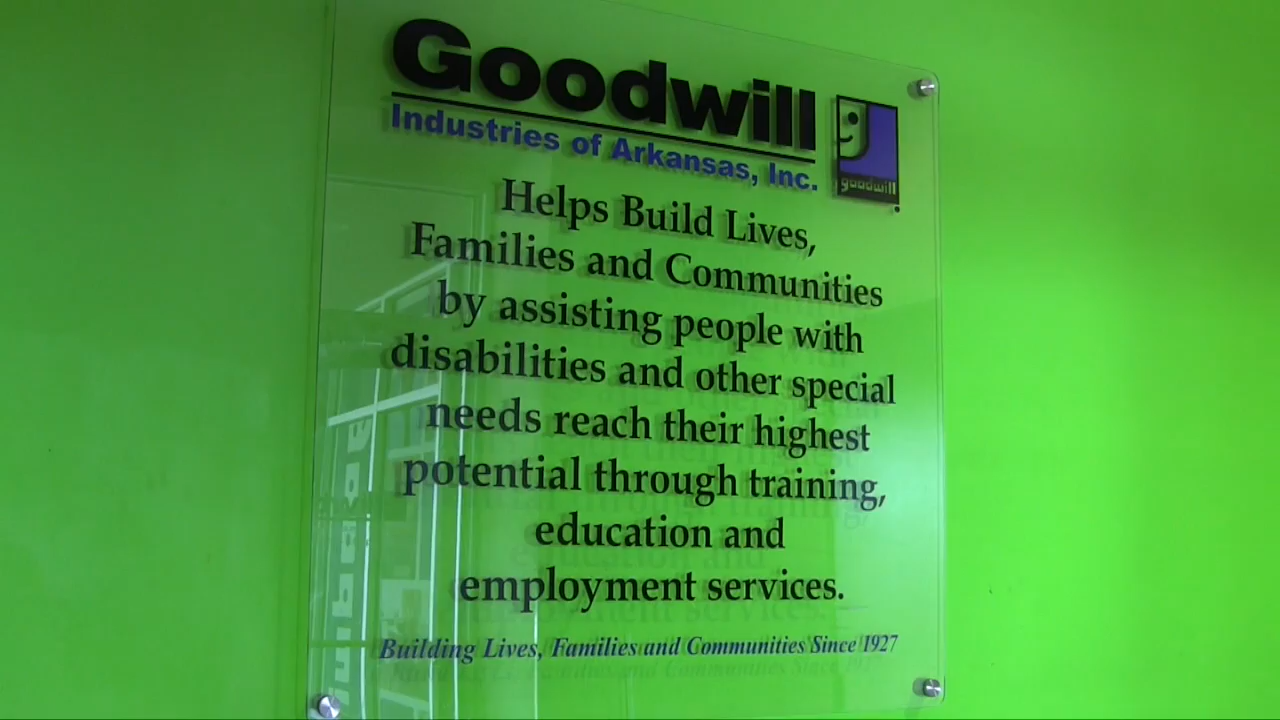 Goodwill
Industries of Arkansas, Inc.
goodwill
Helps Build Lives,
Families and Communities
by assisting people with
disabilities and other special
needs reach their highest
potential through training,
education and
employment services.
Building Lives, Families and Communities Since 1927